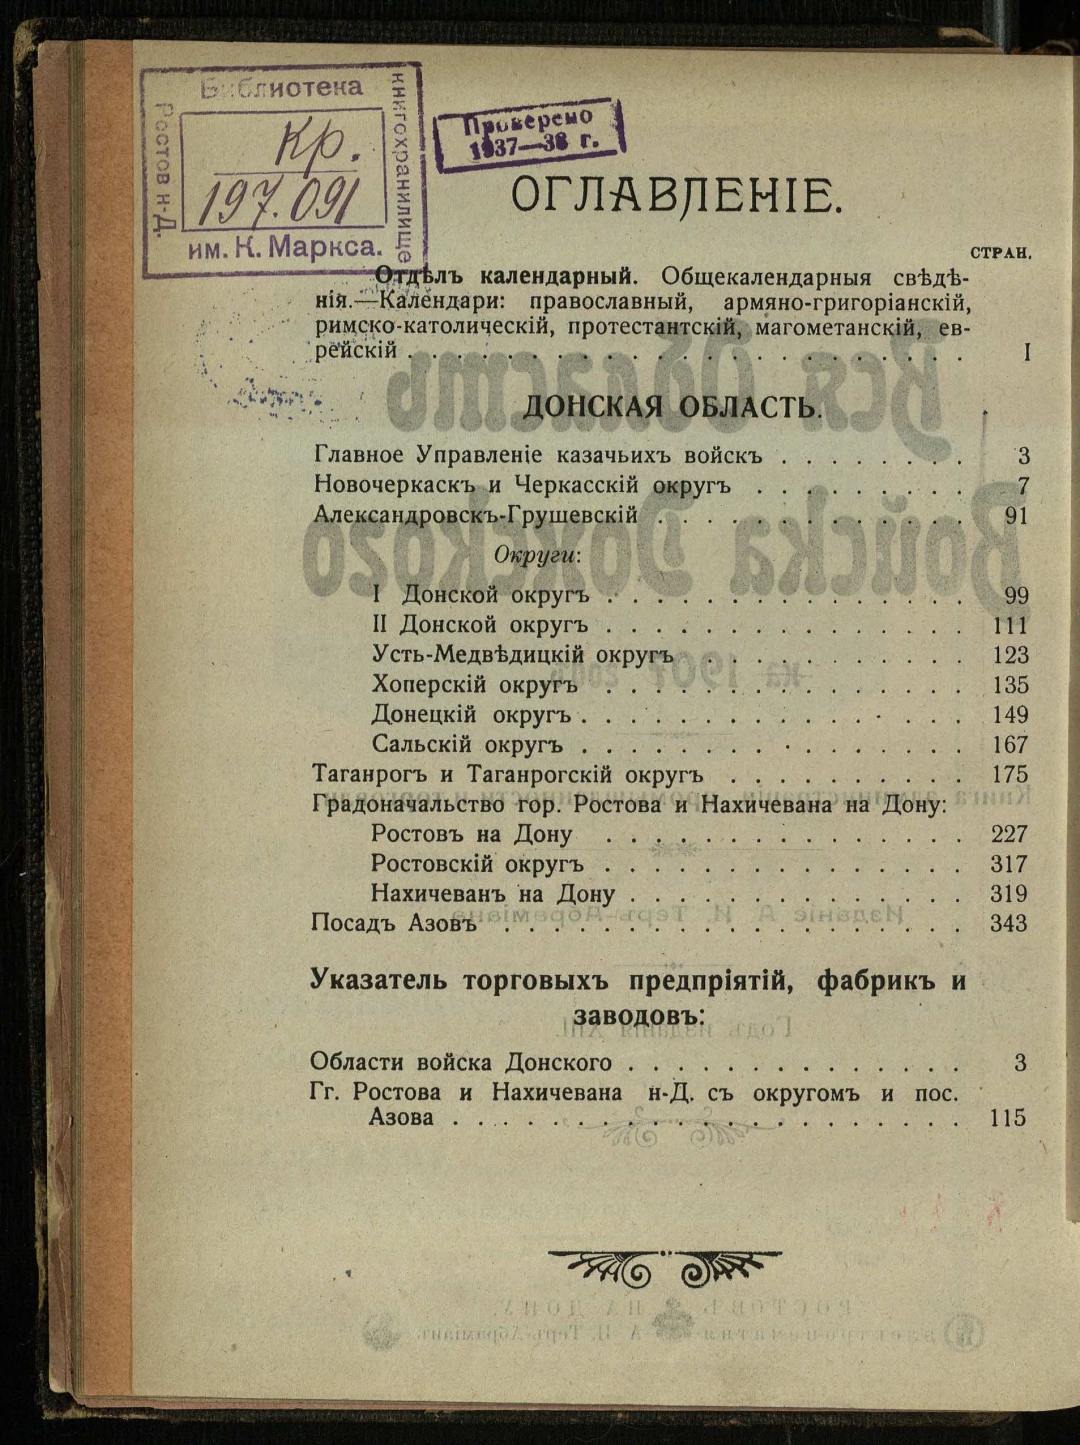 Библиотека
Ростов н-Д.
Кр.
197.091
книгохранилище
им. К. Маркса.
Проверено
1937—38 г.
ОГЛАВЛЕНІЕ.
СТРАН.
Отдѣлъ календарный. Общекалендарныя свѣдѣ-
нія.—Календари: православный, армяно-григоріанскій,
римско-католическій, протестантскій, магометанскій, ев-
рейскій . . . . . . . . . . . . . . . . . . . . . . I
ДОНСКАЯ ОБЛАСТЬ.
Главное Управленіе казачьихъ войскъ . . . . . . . . 3
Новочеркаскъ и Черкасскій округъ . . . . . . . . . 7
Александровскъ-Грушевскій . . . . . . . . . . . . . 91
Округи:
I Донской округъ . . . . . . . . . . . . . . . 99
II Донской округъ . . . . . . . . . . . . . . . 111
Усть-Медвѣдицкій округъ . . . . . . . . . . . 123
Хоперскій округъ . . . . . . . . . . . . . . . 135
Донецкій округъ . . . . . . . . . . . . . . . . 149
Сальскій округъ . . . . . . . . . . . . . . . . 167
Таганрогъ и Таганрогскій округъ . . . . . . . . . . 175
Градоначальство гор. Ростова и Нахичевана на Дону:
Ростовъ на Дону . . . . . . . . . . . . . . . 227
Ростовскій округъ . . . . . . . . . . . . . . . 317
Нахичеванъ на Дону . . . . . . . . . . . . . . 319
Посадъ Азовъ . . . . . . . . . . . . . . . . . . . 343
Указатель торговыхъ предпріятій, фабрикъ и
заводовъ:
Области войска Донского . . . . . . . . . . . . . . 3
Гг. Ростова и Нахичевана н-Д. съ округомъ и пос.
Азова . . . . . . . . . . . . . . . . . . . . . 115